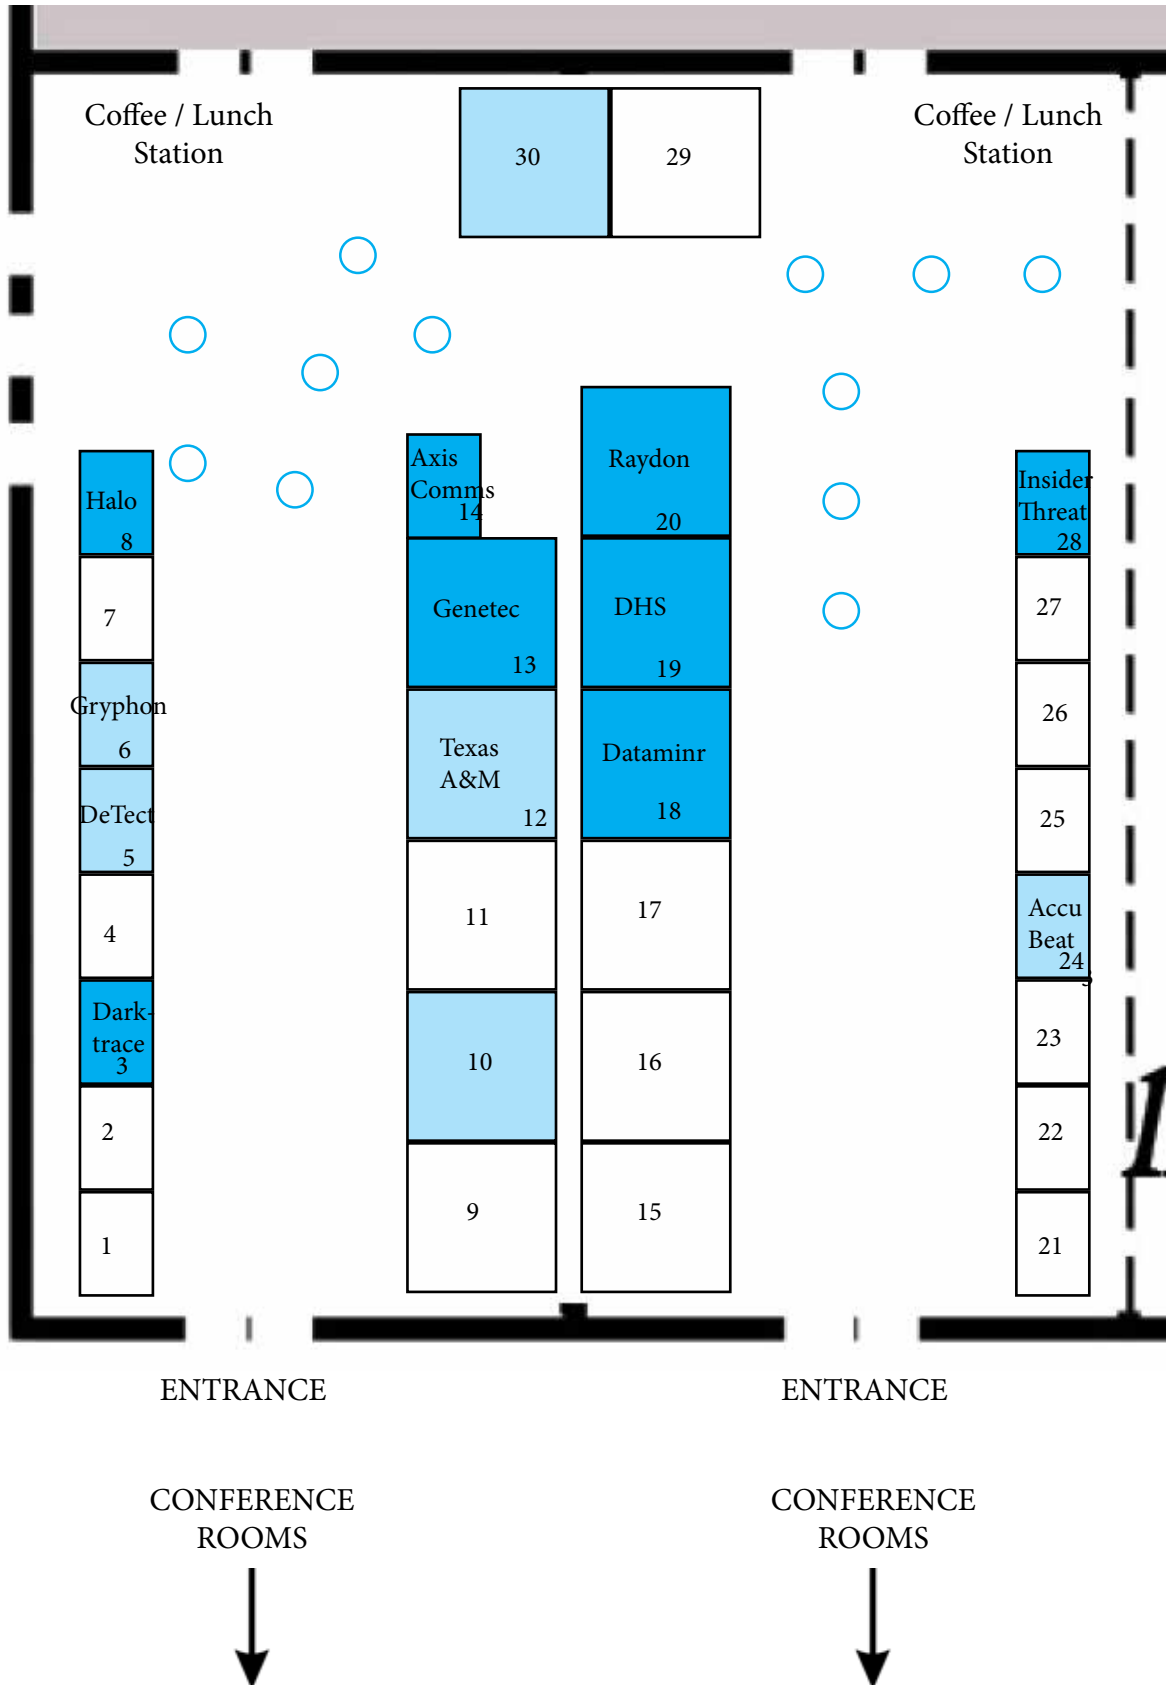 Coffee / Lunch
Station
Coffee / Lunch
Station
30
29
Halo
8
7
Gryphon
6
DeTect
5
4
Dark-
trace
3
2
1
Axis
Comms
14
Genetec
13
Texas
A&M
12
11
10
9
Raydon
20
DHS
19
Dataminr
18
17
16
15
Insider
Threat
28
27
26
25
Accu
Beat
24
23
22
21
ENTRANCE
ENTRANCE
CONFERENCE
ROOMS
CONFERENCE
ROOMS